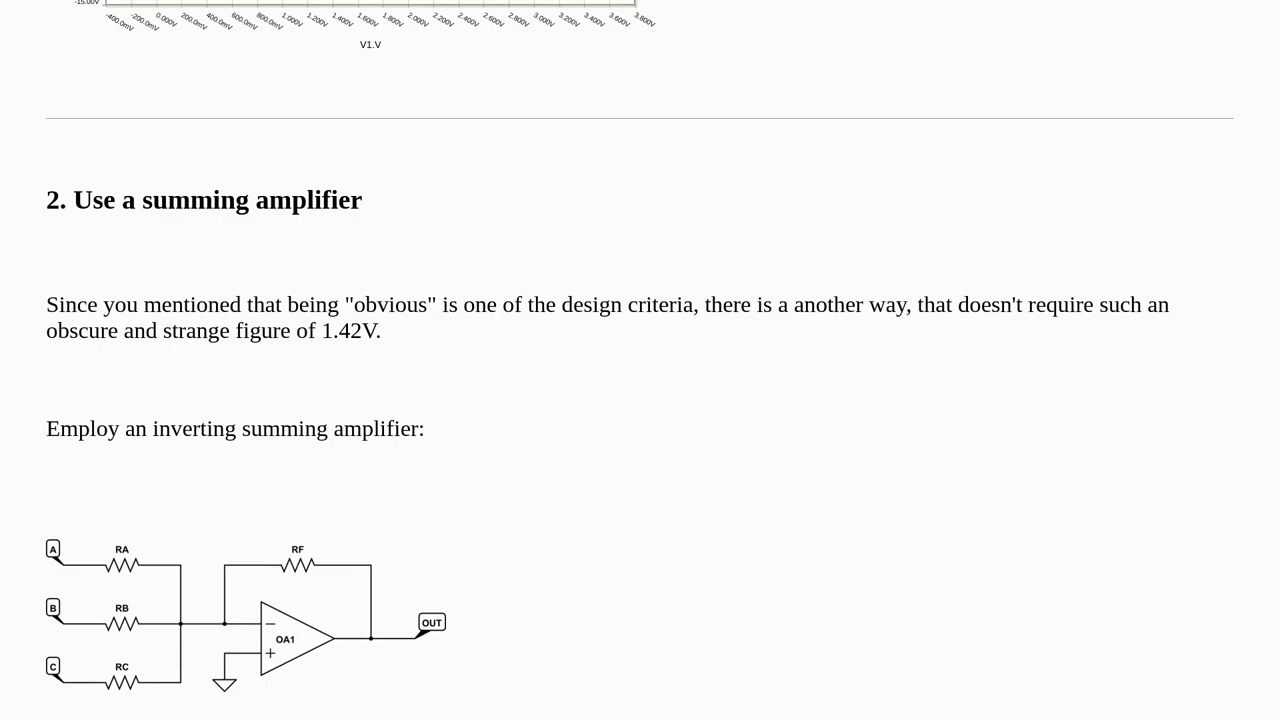 -15.00V
-400.0mV -200.0mV 0.000V 200.0mV 400.0mV 600.0mV 800.0mV 1.000V 1.200V 1.400V 1.600V 1.800V 2.000V 2.200V 2.400V 2.600V 2.800V 3.000V 3.200V 3.400V 3.600V 3.800V
V1.V
2. Use a summing amplifier
Since you mentioned that being "obvious" is one of the design criteria, there is a another way, that doesn't require such an
obscure and strange figure of 1.42V.
Employ an inverting summing amplifier:
A RA RF
B RB OUT
− OA1
+
C RC